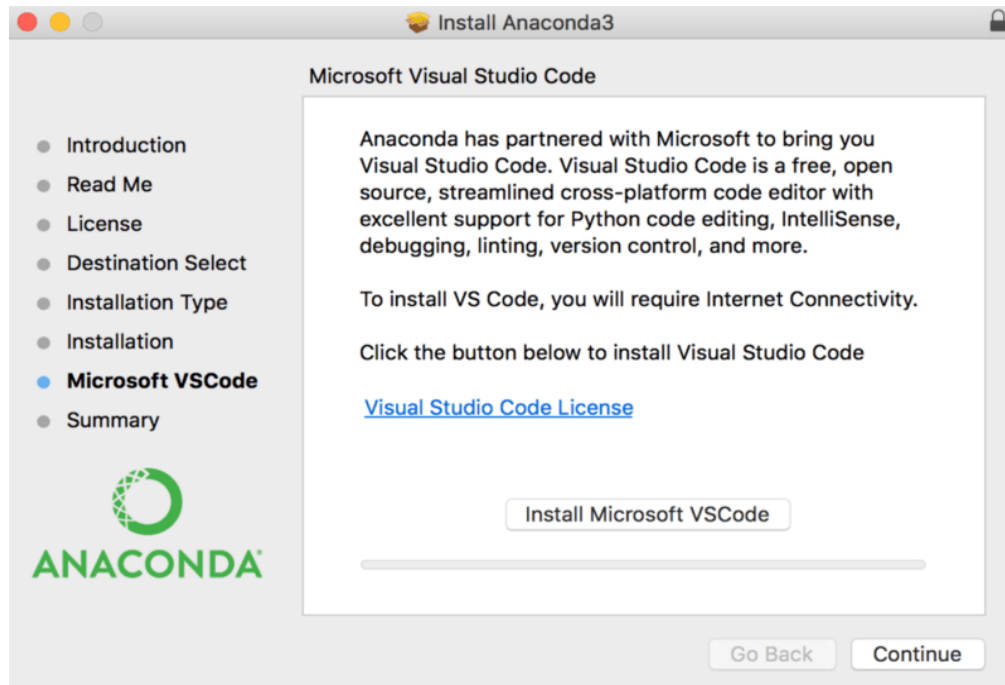 Install Anaconda3
Microsoft Visual Studio Code
Introduction
Read Me
License
Destination Select
Installation Type
Installation
Microsoft VSCode
Summary
ANACONDA
Anaconda has partnered with Microsoft to bring you
Visual Studio Code. Visual Studio Code is a free, open
source, streamlined cross-platform code editor with
excellent support for Python code editing, IntelliSense,
debugging, linting, version control, and more.
To install VS Code, you will require Internet Connectivity.
Click the button below to install Visual Studio Code
Visual Studio Code License
Install Microsoft VSCode
Go Back
Continue